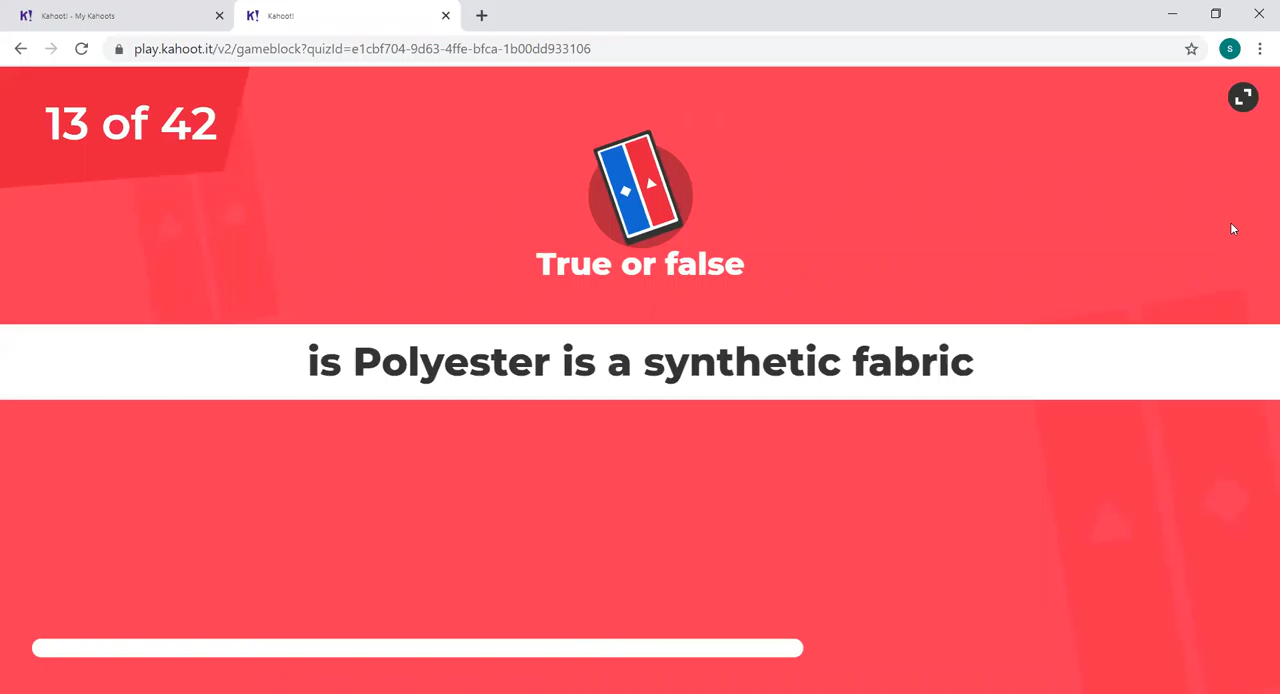 K! Kahoot! - My Kahoots
K! Kahoot!
play.kahoot.it/v2/gameblock?quizId=e1cbf704-9d63-4ffe-bfca-1b00dd933106
S
13 of 42
True or false
is Polyester is a synthetic fabric